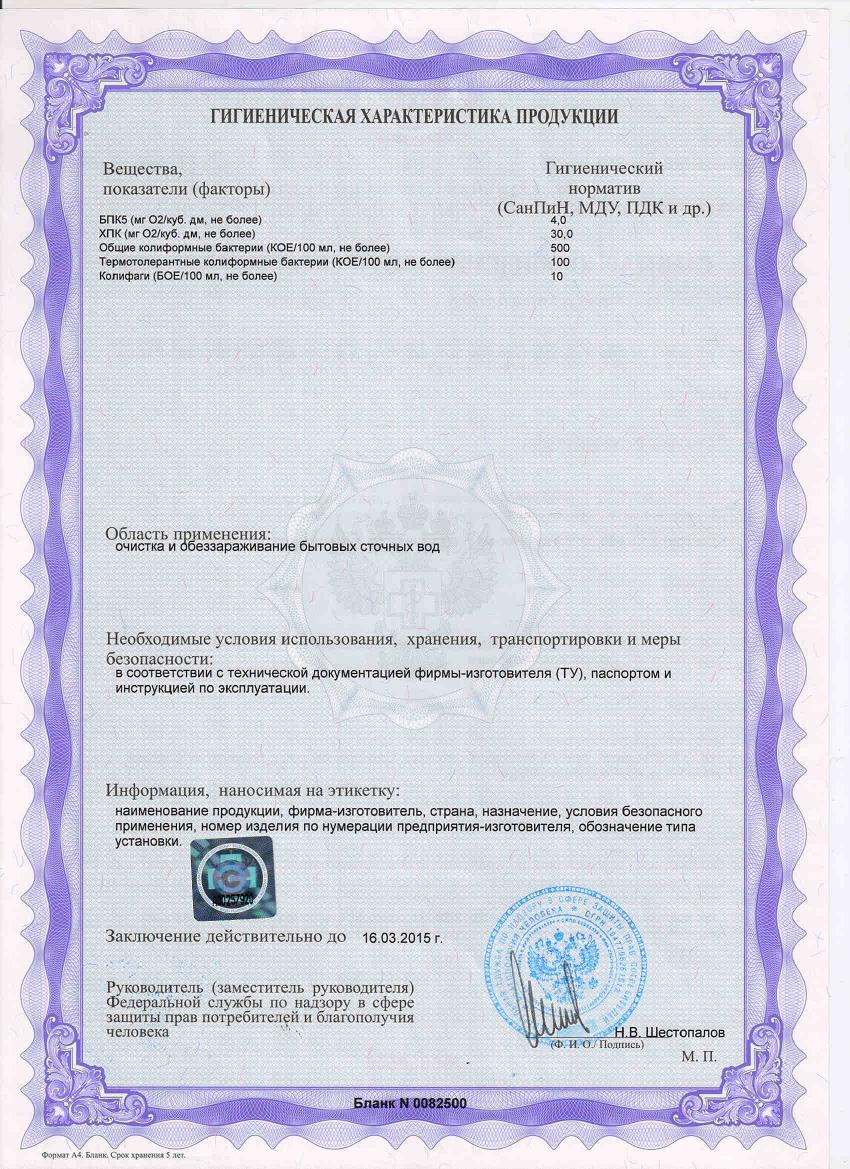 ГИГИЕНИЧЕСКАЯ ХАРАКТЕРИСТИКА ПРОДУКЦИИ
Вещества,
показатели (факторы)
Гигиенический
норматив
(СанПиН, МДУ, ПДК и др.)
БПК5 (мг О2/куб. дм, не более) 4,0
ХПК (мг О2/куб. дм, не более) 30,0
Общие колиформные бактерии (КОЕ/100 мл, не более) 500
Термотолерантные колиформные бактерии (КОЕ/100 мл, не более) 100
Колифаги (БОЕ/100 мл, не более) 10
Область применения:
очистка и обеззараживание бытовых сточных вод
Необходимые условия использования, хранения, транспортировки и меры
безопасности:
в соответствии с технической документацией фирмы-изготовителя (ТУ), паспортом и
инструкцией по эксплуатации.
Информация, наносимая на этикетку:
наименование продукции, фирма-изготовитель, страна, назначение, условия безопасного
применения, номер изделия по нумерации предприятия-изготовителя, обозначение типа
установки.
Заключение действительно до 16.03.2015 г.
Руководитель (заместитель руководителя)
Федеральной службы по надзору в сфере
защиты прав потребителей и благополучия
человека
Н.В. Шестопалов
(Ф. И. О./ Подпись)
М. П.
Бланк N 0082500
Формат А4. Бланк. Срок хранения 5 лет.